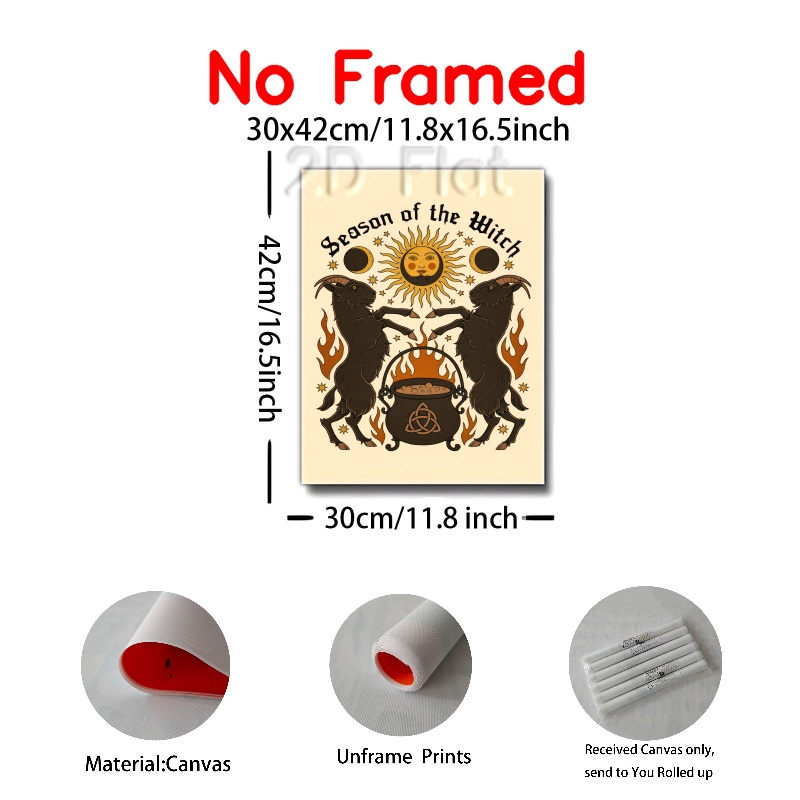 No Framed
30x42cm/11.8x16.5inch
2D Flat
Season of the Witch
42cm/16.5inch
30cm/11.8 inch
Material:Canvas
Unframe Prints
Received Canvas only,
send to You Rolled up